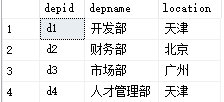 depid depname location
1 d1 开发部 天津
2 d2 财务部 北京
3 d3 市场部 广州
4 d4 人才管理部 天津